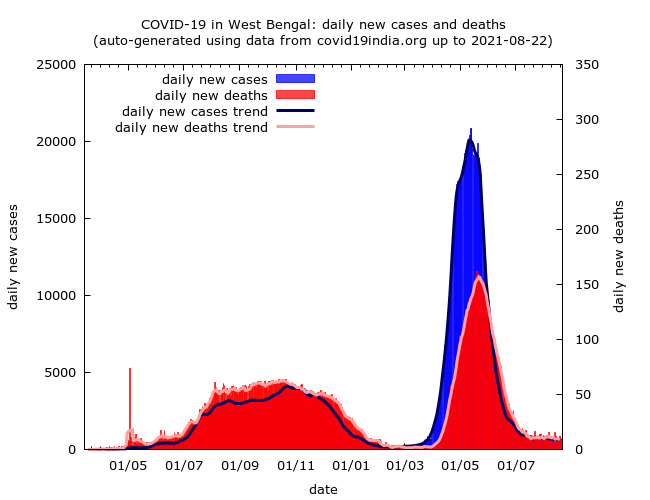 COVID-19 in West Bengal: daily new cases and deaths
(auto-generated using data from covid19india.org up to 2021-08-22)
daily new cases
daily new deaths
daily new cases trend
daily new deaths trend
25000
20000
15000
10000
5000
0
daily new cases
350
300
250
200
150
100
50
0
daily new deaths
01/05 01/07 01/09 01/11 01/01 01/03 01/05 01/07
date